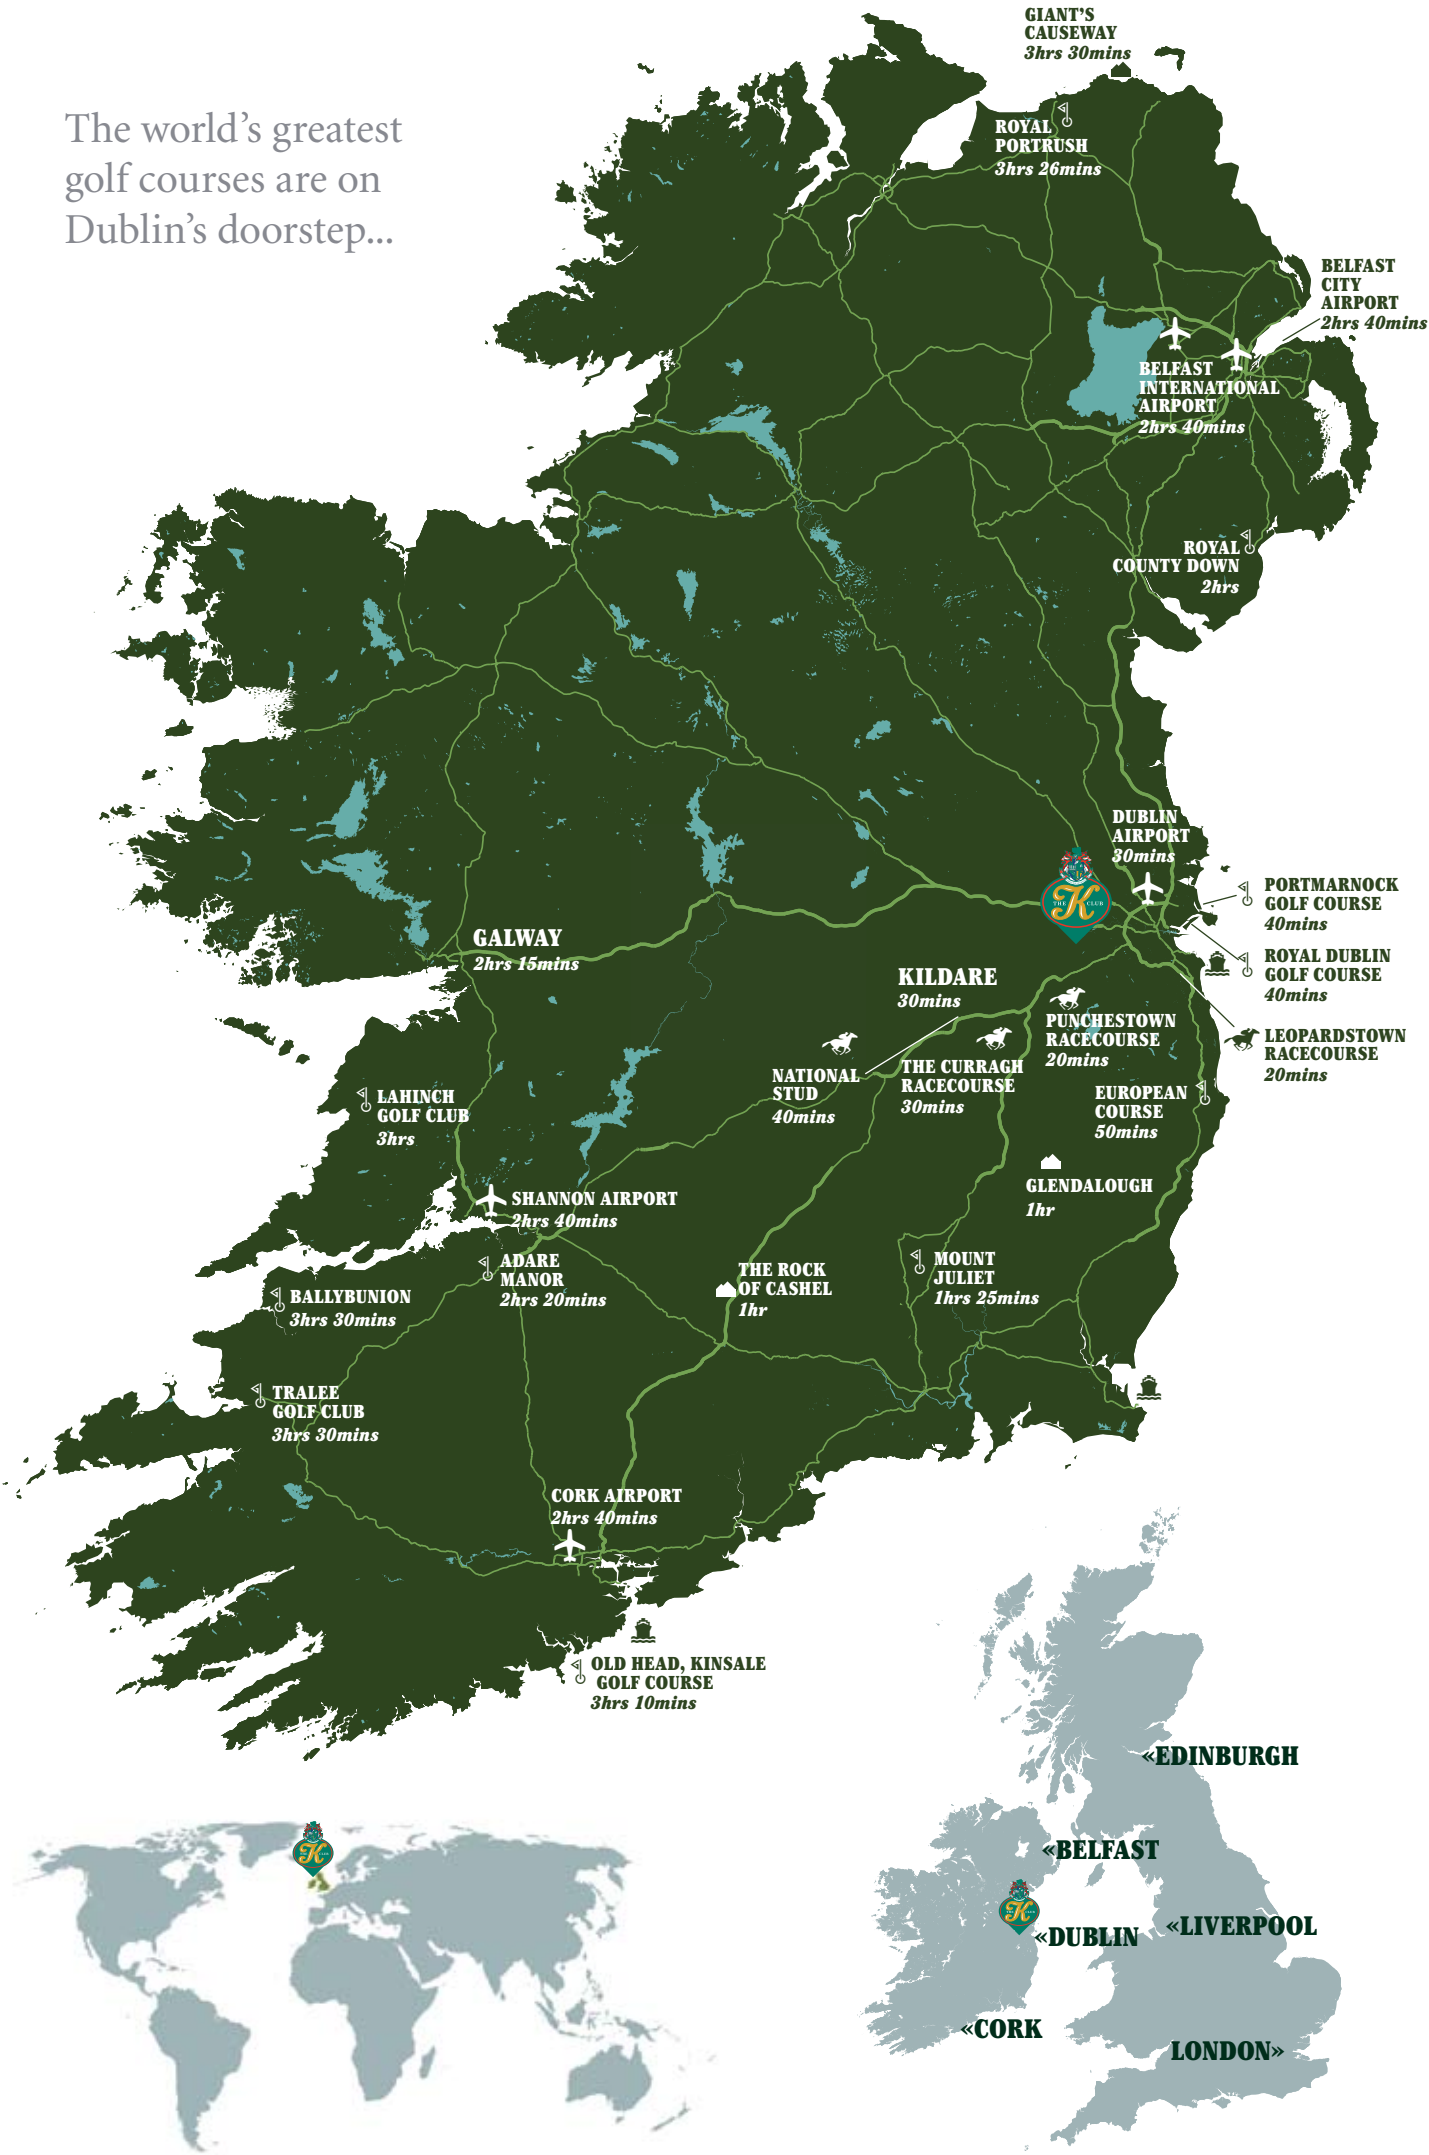 The world's greatest
golf courses are on
Dublin's doorstep...
GIANT'S
CAUSEWAY
3hrs 30mins
ROYAL
PORTRUSH
3hrs 26mins
BELFAST
CITY
AIRPORT
2hrs 40mins
BELFAST
INTERNATIONAL
AIRPORT
2hrs 40mins
ROYAL
COUNTY DOWN
2hrs
DUBLIN
AIRPORT
30mins
THE K CLUB
PORTMARNOCK
GOLF COURSE
40mins
ROYAL DUBLIN
GOLF COURSE
40mins
LEOPARDSTOWN
RACECOURSE
20mins
GALWAY
2hrs 15mins
KILDARE
30mins
PUNCHESTOWN
RACECOURSE
20mins
THE CURRAGH
RACECOURSE
30mins
NATIONAL
STUD
40mins
EUROPEAN
COURSE
50mins
LAHINCH
GOLF CLUB
3hrs
GLENDALOUGH
1hr
SHANNON AIRPORT
2hrs 40mins
ADARE
MANOR
2hrs 20mins
MOUNT
JULIET
1hrs 25mins
THE ROCK
OF CASHEL
1hr
BALLYBUNION
3hrs 30mins
TRALEE
GOLF CLUB
3hrs 30mins
CORK AIRPORT
2hrs 40mins
OLD HEAD, KINSALE
GOLF COURSE
3hrs 10mins
«EDINBURGH
«BELFAST
K
THE K CLUB
«LIVERPOOL
«DUBLIN
«CORK
LONDON»